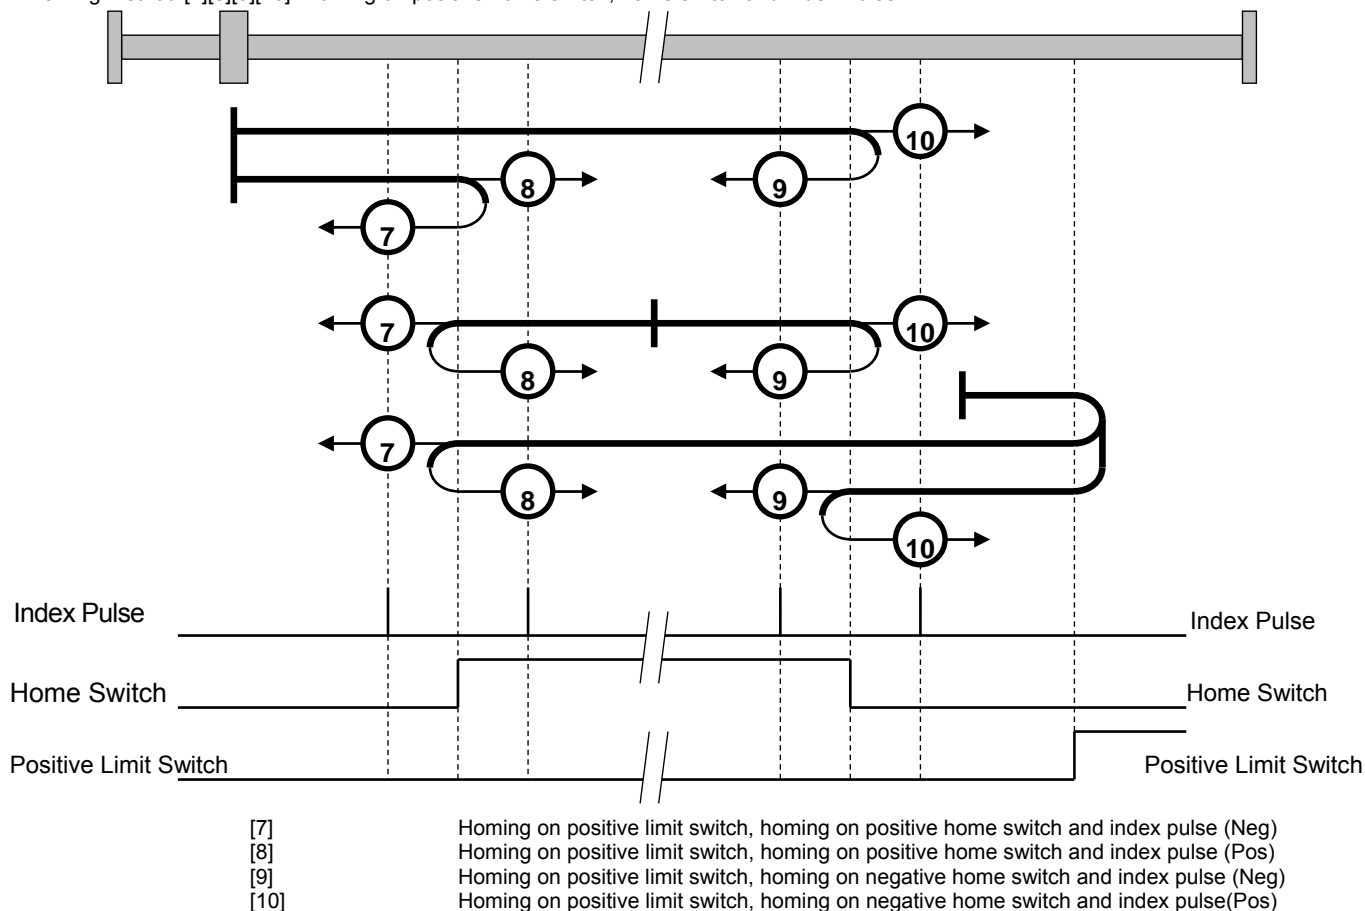 10
8
9
7
7
10
8
9
7
8
9
10
Index Pulse
Index Pulse
Home Switch
Home Switch
Positive Limit Switch
Positive Limit Switch
[7] Homing on positive limit switch, homing on positive home switch and index pulse (Neg)
[8] Homing on positive limit switch, homing on positive home switch and index pulse (Pos)
[9] Homing on positive limit switch, homing on negative home switch and index pulse (Neg)
[10] Homing on positive limit switch, homing on negative home switch and index pulse(Pos)